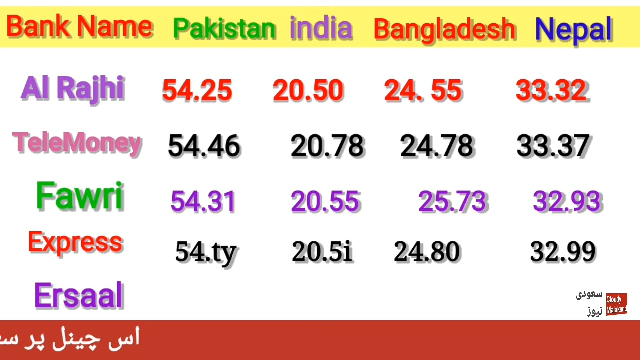 Bank Name Pakistan india Bangladesh Nepal
Al Rajhi 54.25 20.50 24. 55 33.32
TeleMoney 54.46 20.78 24.78 33.37
Fawri 54.31 20.55 25.73 32.93
Express 54.ty 20.5i 24.80 32.99
Ersaal
سعودی
نیوز
اس چینل پر